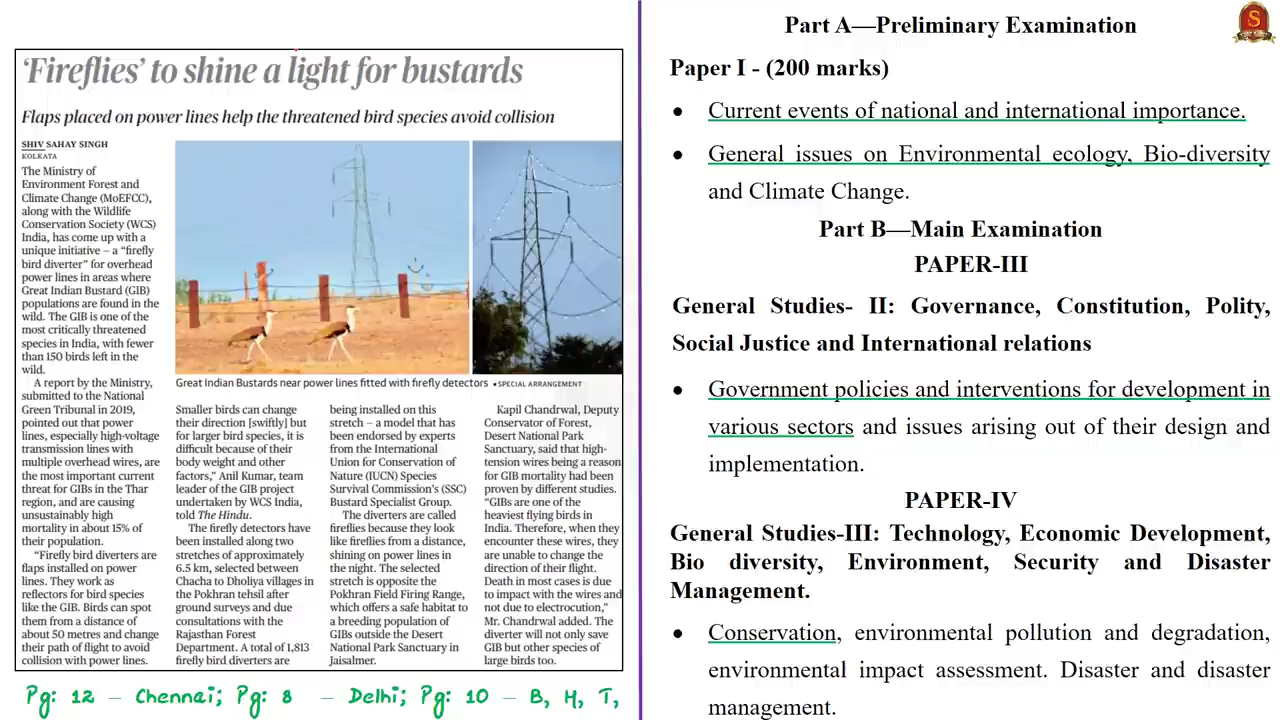 ‘Fireflies’ to shine a light for bustards
Flaps placed on power lines help the threatened bird species avoid collision
SHIV SAHAY SINGH
KOLKATA
The Ministry of
Environment Forest and
Climate Change (MoEFCC),
along with the Wildlife
Conservation Society (WCS)
India, has come up with a
unique initiative – a “firefly
bird diverter” for overhead
power lines in areas where
Great Indian Bustard (GIB)
populations are found in the
wild. The GIB is one of the
most critically threatened
species in India, with fewer
than 150 birds left in the
wild.
A report by the Ministry,
submitted to the National
Green Tribunal in 2019,
pointed out that power
lines, especially high-voltage
transmission lines with
multiple overhead wires, are
the most important current
threat for GIBs in the Thar
region, and are causing
unsustainably high
mortality in about 15% of
their population.
“Firefly bird diverters are
flaps installed on power
lines. They work as
reflectors for bird species
like the GIB. Birds can spot
them from a distance of
about 50 metres and change
their path of flight to avoid
collision with power lines.
Great Indian Bustards near power lines fitted with firefly detectors ▪SPECIAL ARRANGEMENT
Smaller birds can change
their direction [swiftly] but
for larger bird species, it is
difficult because of their
body weight and other
factors,” Anil Kumar, team
leader of the GIB project
undertaken by WCS India,
told The Hindu.
The firefly detectors have
been installed along two
stretches of approximately
6.5 km, selected between
Chacha to Dholiya villages in
the Pokhran tehsil after
ground surveys and due
consultations with the
Rajasthan Forest
Department. A total of 1,813
firefly bird diverters are
being installed on this
stretch – a model that has
been endorsed by experts
from the International
Union for Conservation of
Nature (IUCN) Species
Survival Commission’s (SSC)
Bustard Specialist Group.
The diverters are called
fireflies because they look
like fireflies from a distance,
shining on power lines in
the night. The selected
stretch is opposite the
Pokhran Field Firing Range,
which offers a safe habitat to
a breeding population of
GIBs outside the Desert
National Park Sanctuary in
Jaisalmer.
Kapil Chandrwal, Deputy
Conservator of Forest,
Desert National Park
Sanctuary, said that high-
tension wires being a reason
for GIB mortality had been
proven by different studies.
“GIBs are one of the
heaviest flying birds in
India. Therefore, when they
encounter these wires, they
are unable to change the
direction of their flight.
Death in most cases is due
to impact with the wires and
not due to electrocution,”
Mr. Chandrwal added. The
diverter will not only save
GIB but other species of
large birds too.
Pg: 12 – Chennai; Pg: 8 – Delhi; Pg: 10 – B, H, T,
Part A—Preliminary Examination
Paper I - (200 marks)
● Current events of national and international importance.
● General issues on Environmental ecology, Bio-diversity
and Climate Change.
Part B—Main Examination
PAPER-III
General Studies- II: Governance, Constitution, Polity,
Social Justice and International relations
● Government policies and interventions for development in
various sectors and issues arising out of their design and
implementation.
PAPER-IV
General Studies-III: Technology, Economic Development,
Bio diversity, Environment, Security and Disaster
Management.
● Conservation, environmental pollution and degradation,
environmental impact assessment. Disaster and disaster
management.